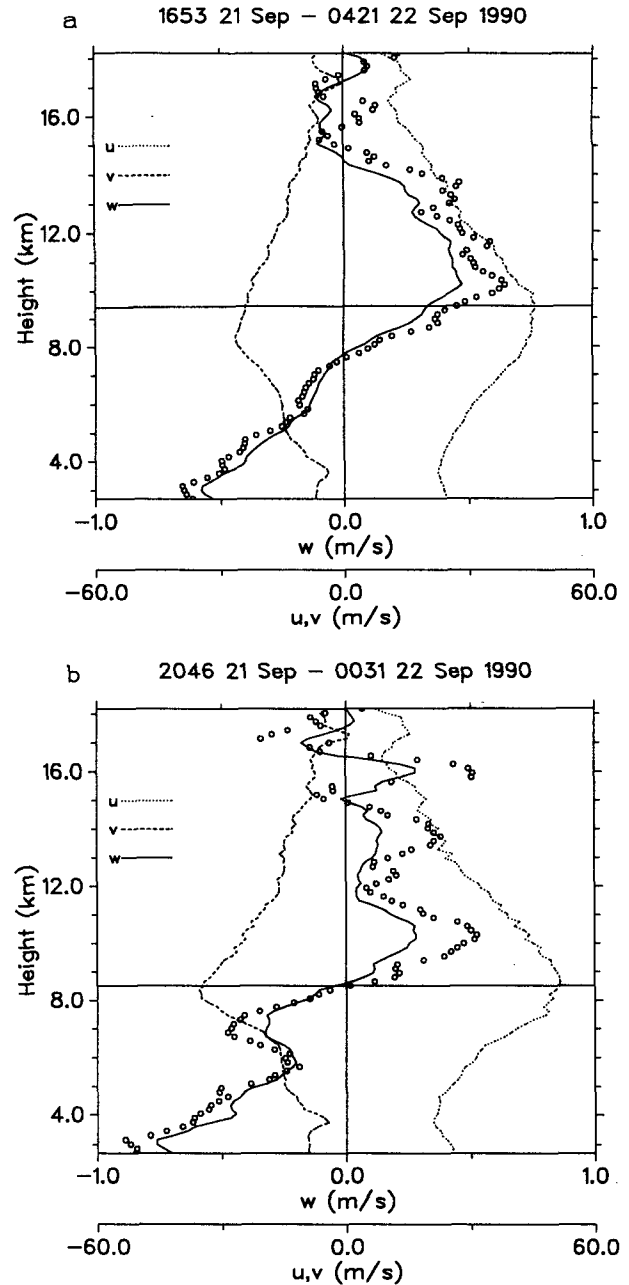 a
1653 21 Sep – 0421 22 Sep 1990
16.0
u
v
w
12.0
Height (km)
8.0
4.0
-1.0 0.0 1.0
w (m/s)
-60.0 0.0 60.0
u,v (m/s)
b
2046 21 Sep – 0031 22 Sep 1990
16.0
u
v
w
12.0
Height (km)
8.0
4.0
-1.0 0.0 1.0
w (m/s)
-60.0 0.0 60.0
u,v (m/s)